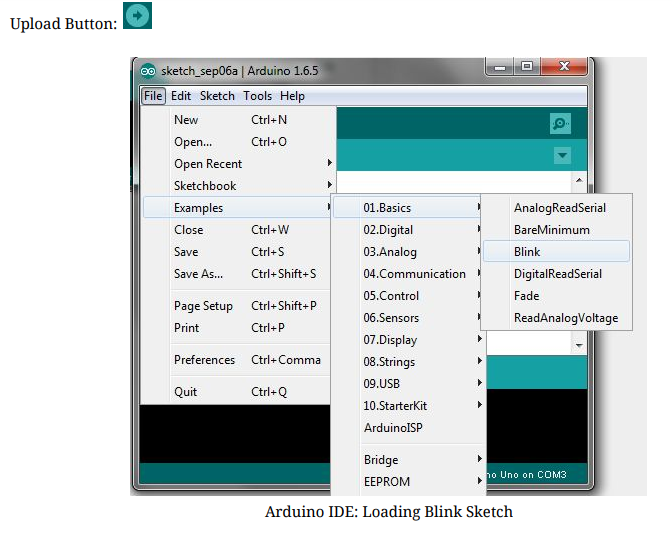 Upload Button:
sketch_sep06a | Arduino 1.6.5
File Edit Sketch Tools Help
New Ctrl+N
Open... Ctrl+O
Open Recent
Sketchbook
Examples
Close Ctrl+W
Save Ctrl+S
Save As... Ctrl+Shift+S
Page Setup Ctrl+Shift+P
Print Ctrl+P
Preferences Ctrl+Comma
Quit Ctrl+Q
01.Basics
02.Digital
03.Analog
04.Communication
05.Control
06.Sensors
07.Display
08.Strings
09.USB
10.StarterKit
ArduinoISP
Bridge
EEPROM
AnalogReadSerial
BareMinimum
Blink
DigitalReadSerial
Fade
ReadAnalogVoltage
no Uno on COM3
Arduino IDE: Loading Blink Sketch